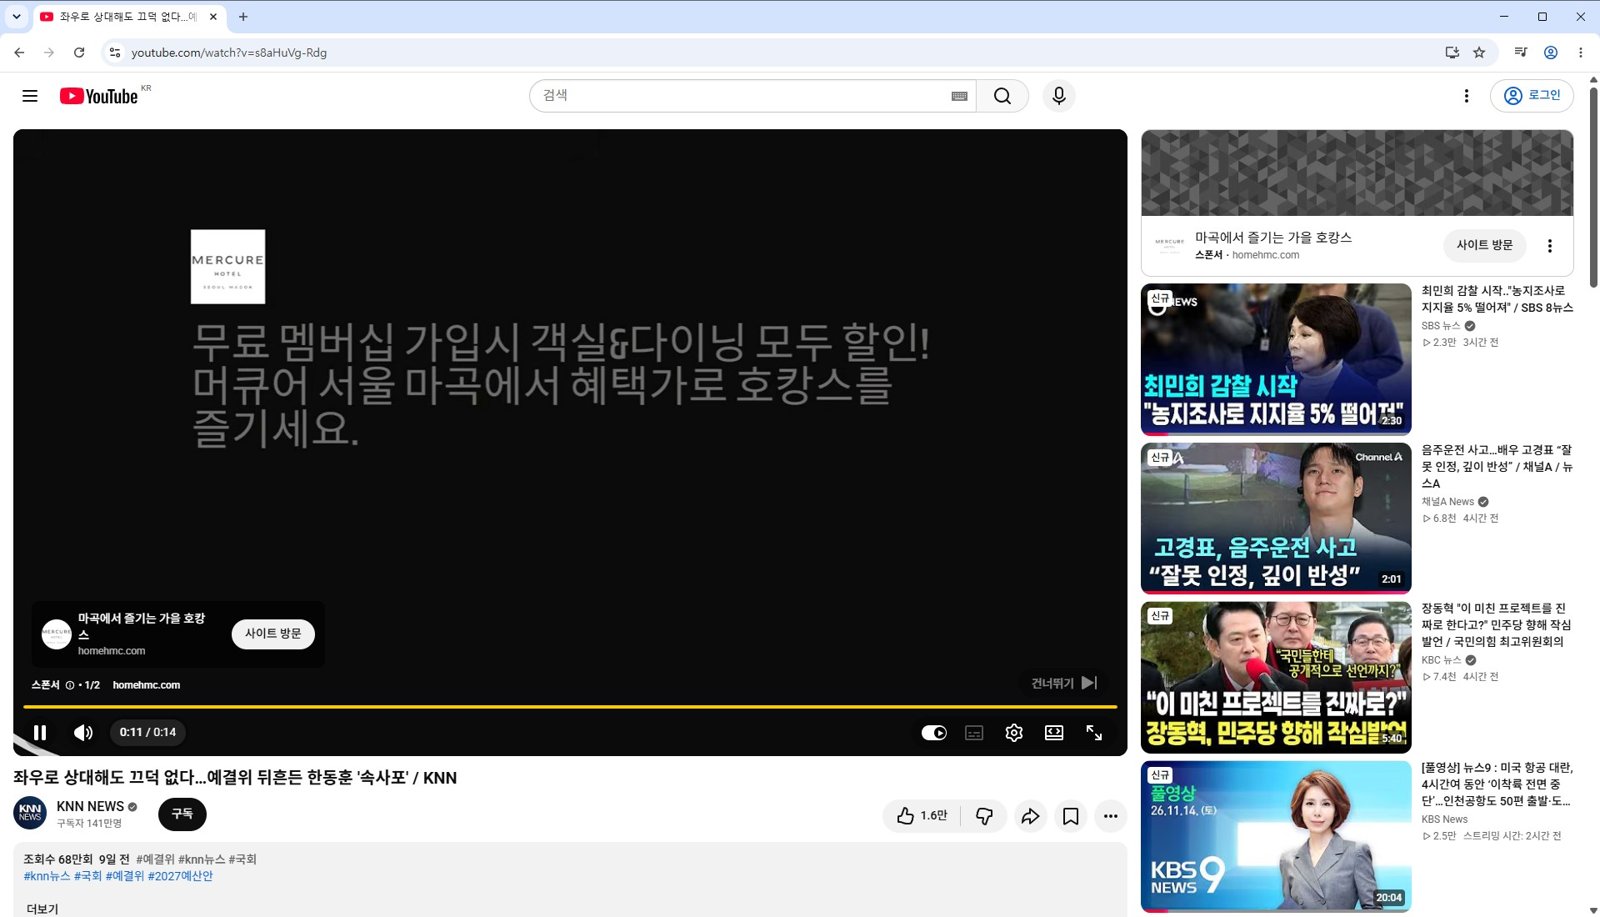 좌우로 상대해도 끄덕 없다...예
youtube.com/watch?v=s8aHuVg-Rdg
YouTube KR
검색
로그인
MERCURE
HOTEL
SEOUL MAGOK
무료 멤버십 가입시 객실&다이닝 모두 할인!
머큐어 서울 마곡에서 혜택가로 호캉스를
즐기세요.
MERCURE
마곡에서 즐기는 가을 호캉
스
homehmc.com
사이트 방문
스폰서 • 1/2 homehmc.com
건너뛰기
0:11 / 0:14
좌우로 상대해도 끄덕 없다...예결위 뒤흔든 한동훈 '속사포' / KNN
KNN
NEWS
KNN NEWS
구독자 141만명
구독
1.6만
조회수 68만회 9일 전 #예결위 #knn뉴스 #국회
#knn뉴스 #국회 #예결위 #2027예산안
더보기
MERCURE
마곡에서 즐기는 가을 호캉스
스폰서 · homehmc.com
사이트 방문
신규
NEWS
최민희 감찰 시작
"농지조사로 지지율 5% 떨어져"
2:30
최민희 감찰 시작.."농지조사로
지지율 5% 떨어져" / SBS 8뉴스
SBS 뉴스
2.3만 3시간 전
신규
A
Channel A
고경표, 음주운전 사고
“잘못 인정, 깊이 반성”
2:01
음주운전 사고...배우 고경표 “잘
못 인정, 깊이 반성” / 채널A / 뉴
스A
채널A News
6.8천 4시간 전
신규
“국민들한테
공개적으로 선언까지?”
“이 미친 프로젝트를 진짜로?”
장동혁, 민주당 향해 작심발언
5:40
장동혁 "이 미친 프로젝트를 진
짜로 한다고?" 민주당 향해 작심
발언 / 국민의힘 최고위원회의
KBC 뉴스
7.4천 4시간 전
신규
풀영상
26.11.14.(토)
KBS 9
NEWS
20:04
[풀영상] 뉴스9 : 미국 항공 대란,
4시간여 동안 ‘이착륙 전면 중
단’...인천공항도 50편 출발·도...
KBS News
2.5만 스트리밍 시간: 2시간 전